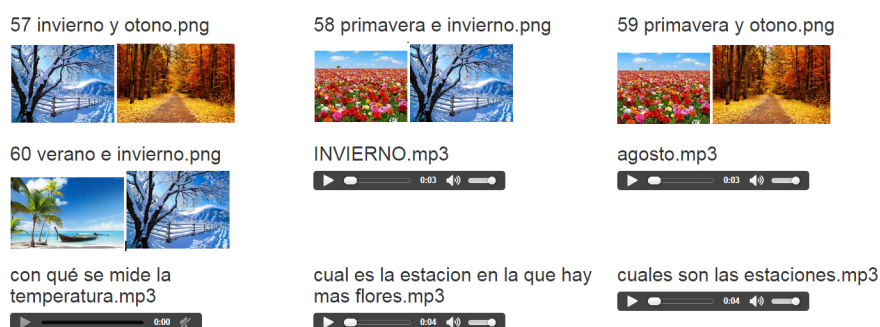 57 invierno y otono.png
58 primavera e invierno.png
59 primavera y otono.png
60 verano e invierno.png
INVIERNO.mp3
0:03
agosto.mp3
0:03
con qué se mide la
temperatura.mp3
0:00
cual es la estacion en la que hay
mas flores.mp3
0:04
cuales son las estaciones.mp3
0:04